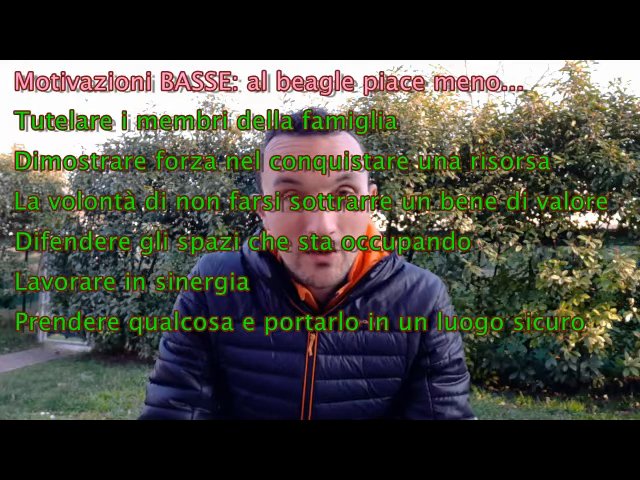 Motivazioni BASSE: al beagle piace meno...
Tutelare i membri della famiglia
Dimostrare forza nel conquistare una risorsa
La volontà di non farsi sottrarre un bene di valore
Difendere gli spazi che sta occupando
Lavorare in sinergia
Prendere qualcosa e portarlo in un luogo sicuro